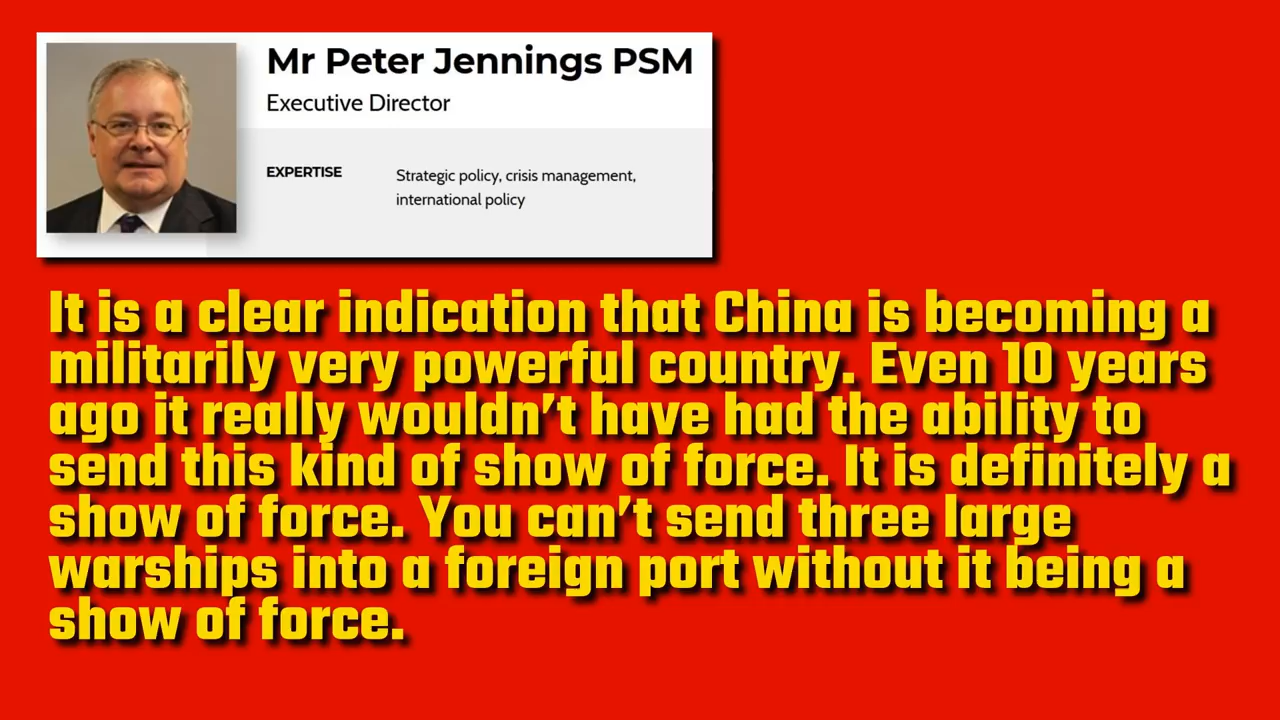 Mr Peter Jennings PSM
Executive Director
EXPERTISE Strategic policy, crisis management,
international policy
It is a clear indication that China is becoming a
militarily very powerful country. Even 10 years
ago it really wouldn't have had the ability to
send this kind of show of force. It is definitely a
show of force. You can't send three large
warships into a foreign port without it being a
show of force.